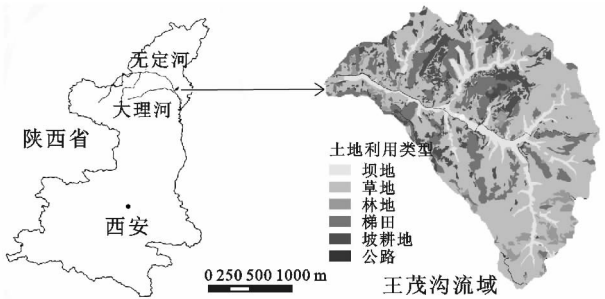 无定河
大理河
陕西省
西安
0 250 500 1000 m
土地利用类型
坝地
草地
林地
梯田
坡耕地
公路
王茂沟流域